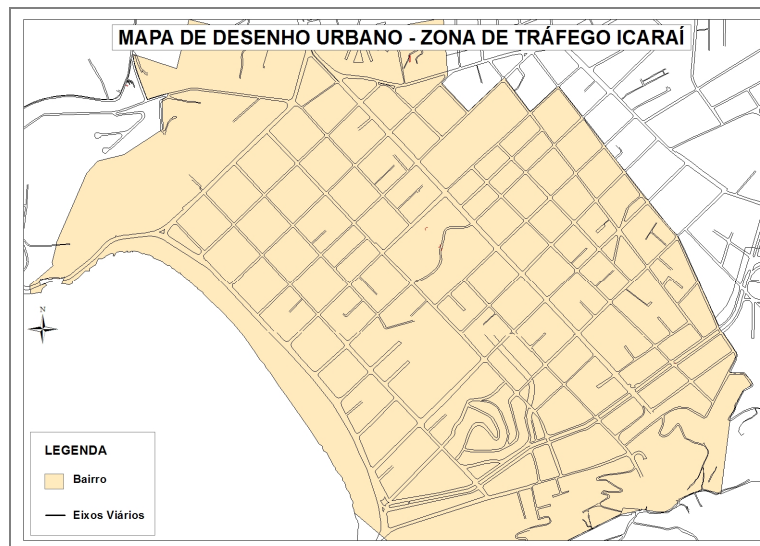 MAPA DE DESENHO URBANO - ZONA DE TRÁFEGO ICARAÍ
N
LEGENDA
Bairro
Eixos Viários